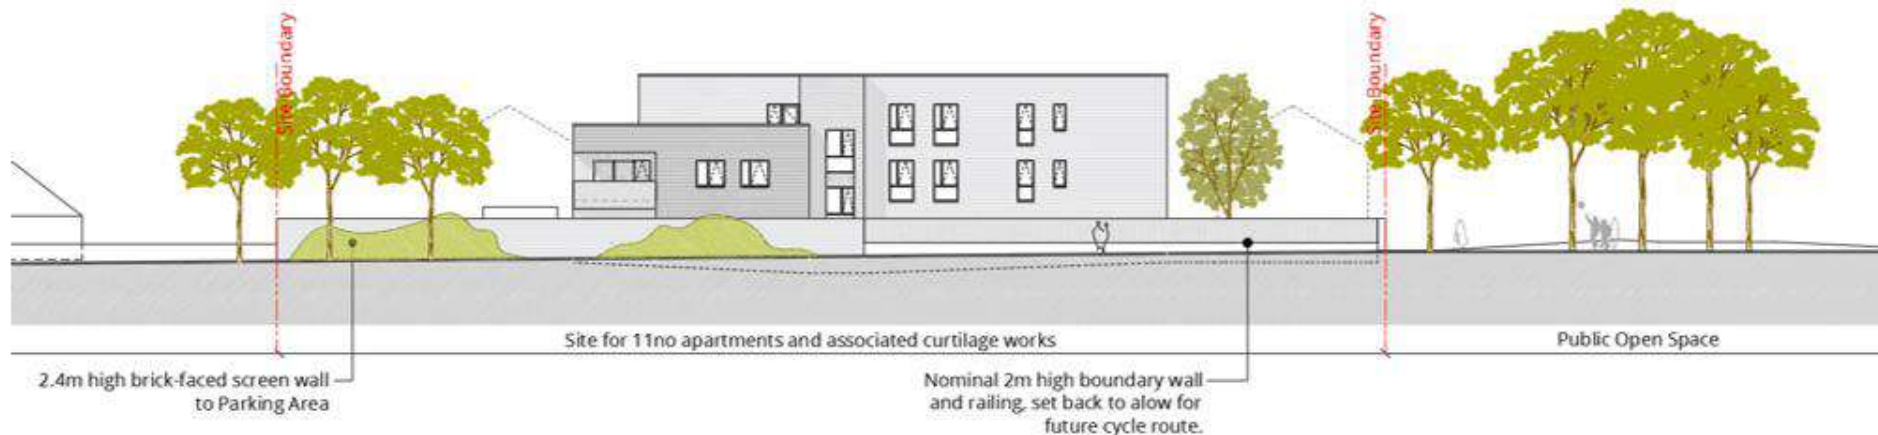 Site Boundary
Site Boundary
Site for 11no apartments and associated curtilage works
Public Open Space
2.4m high brick-faced screen wall
to Parking Area
Nominal 2m high boundary wall
and railing, set back to alow for
future cycle route.